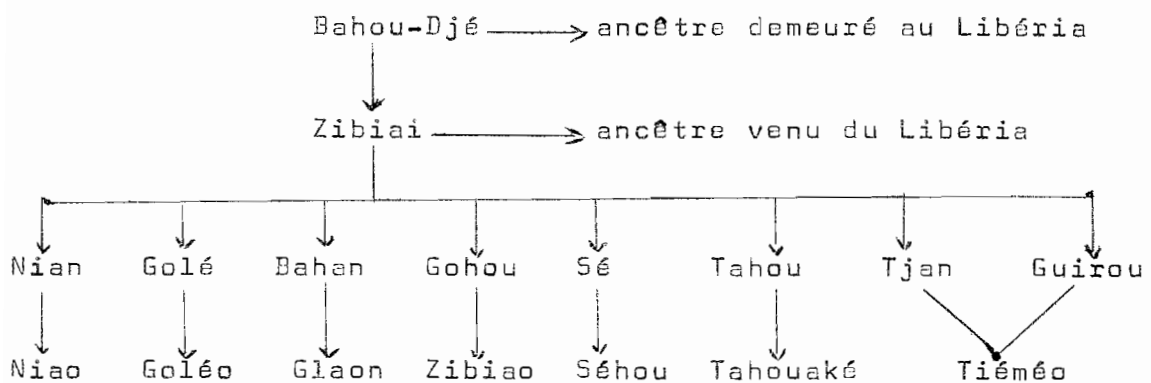 Bahou-Djé ancêtre demeuré au Libéria
Zibiai ancêtre venu du Libéria
Nian Golé Bahan Gohou Sé Tahou Tjan Guirou
Niao Goléo Glaon Zibiao Séhou Tahouaké Tiéméo